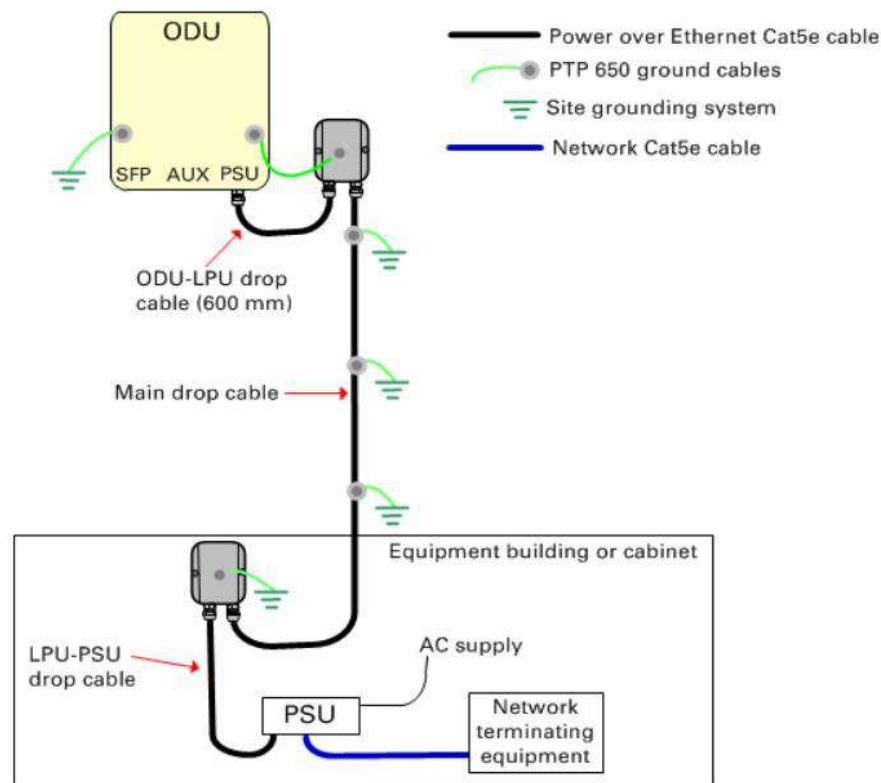 ODU
SFP AUX PSU
Power over Ethernet Cat5e cable
PTP 650 ground cables
Site grounding system
Network Cat5e cable
ODU-LPU drop
cable (600 mm)
Main drop cable
Equipment building or cabinet
LPU-PSU
drop cable
AC supply
PSU
Network
terminating
equipment